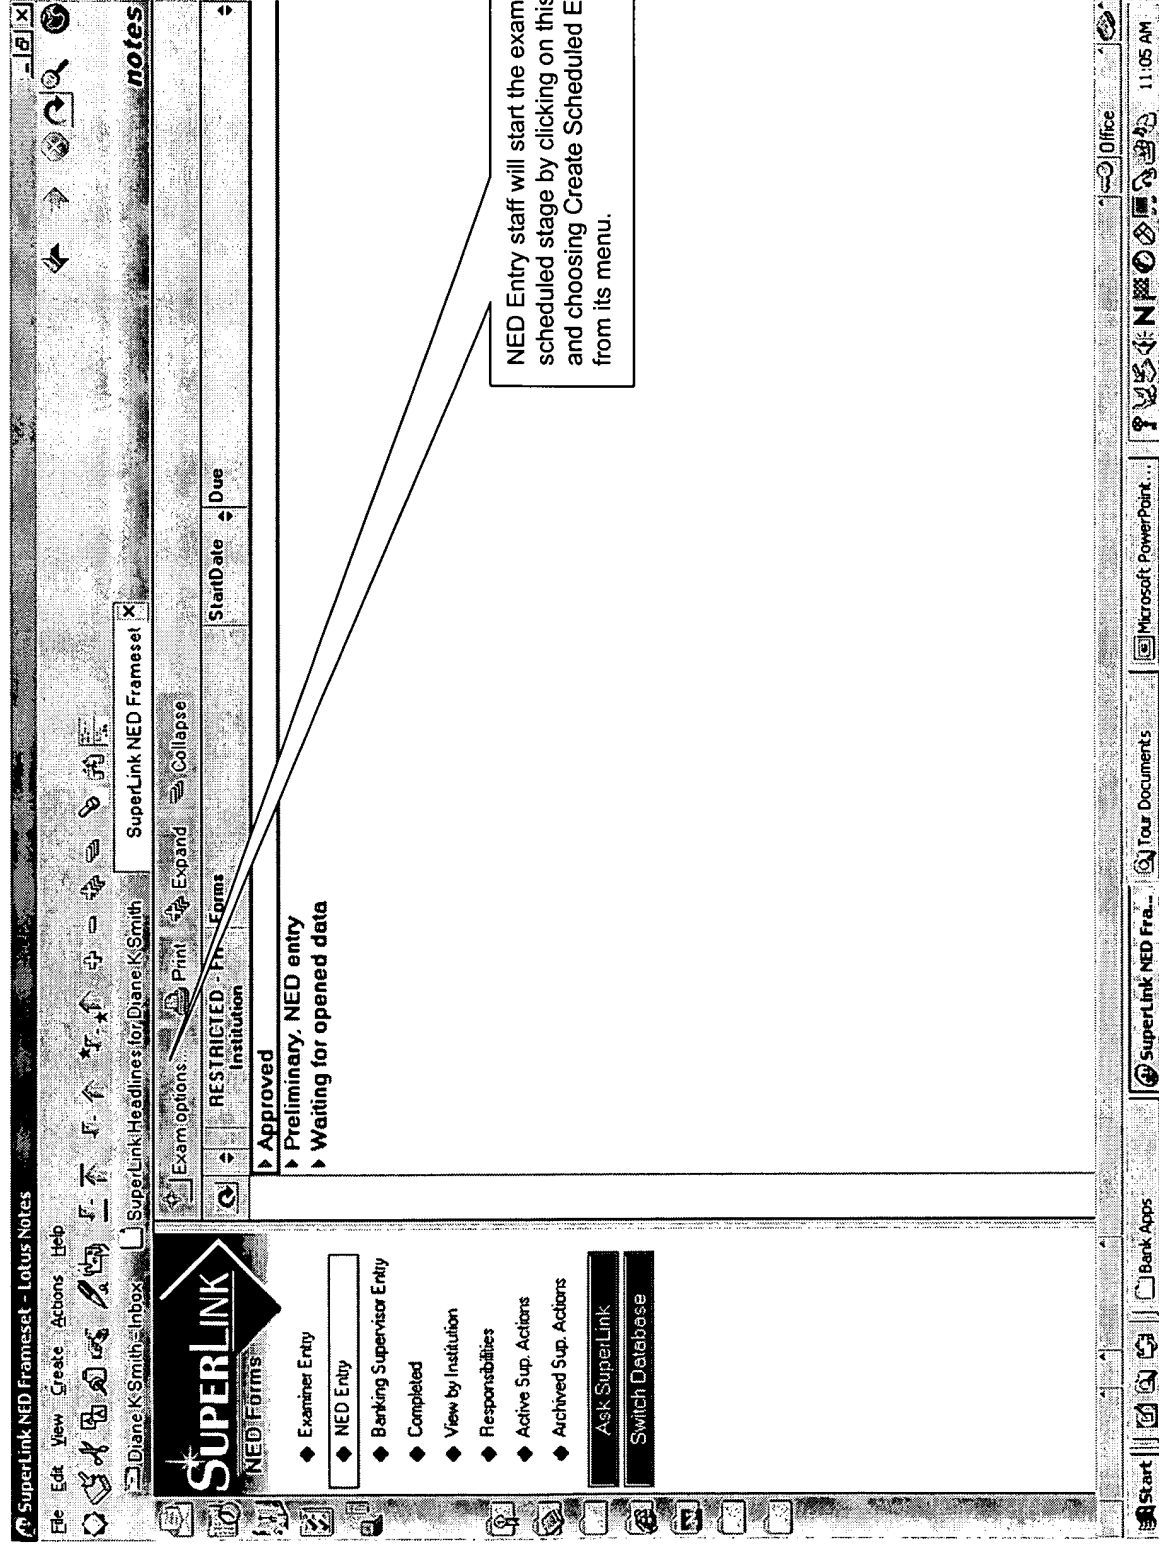 SuperLink NED Frameset - Lotus Notes
File Edit View Create Actions Help
Diane K Smith - Inbox
SuperLink Headlines for Diane K Smith
SuperLink NED Frameset
notes
SUPERLINK
NED Forms
Examiner Entry
NED Entry
Banking Supervisor Entry
Completed
View by Institution
Responsibilities
Active Sup. Actions
Archived Sup. Actions
Ask SuperLink
Switch Database
Exam options... Print Expand Collapse
RESTRICTED - FR Forms
Institution
StartDate
Due
Approved
Preliminary, NED entry
Waiting for opened data
NED Entry staff will start the exam
scheduled stage by clicking on this
and choosing Create Scheduled E
from its menu.
Office
Start
Bank Apps
SuperLink NED Fra...
Tour Documents
Microsoft PowerPoint...
N
11:05 AM